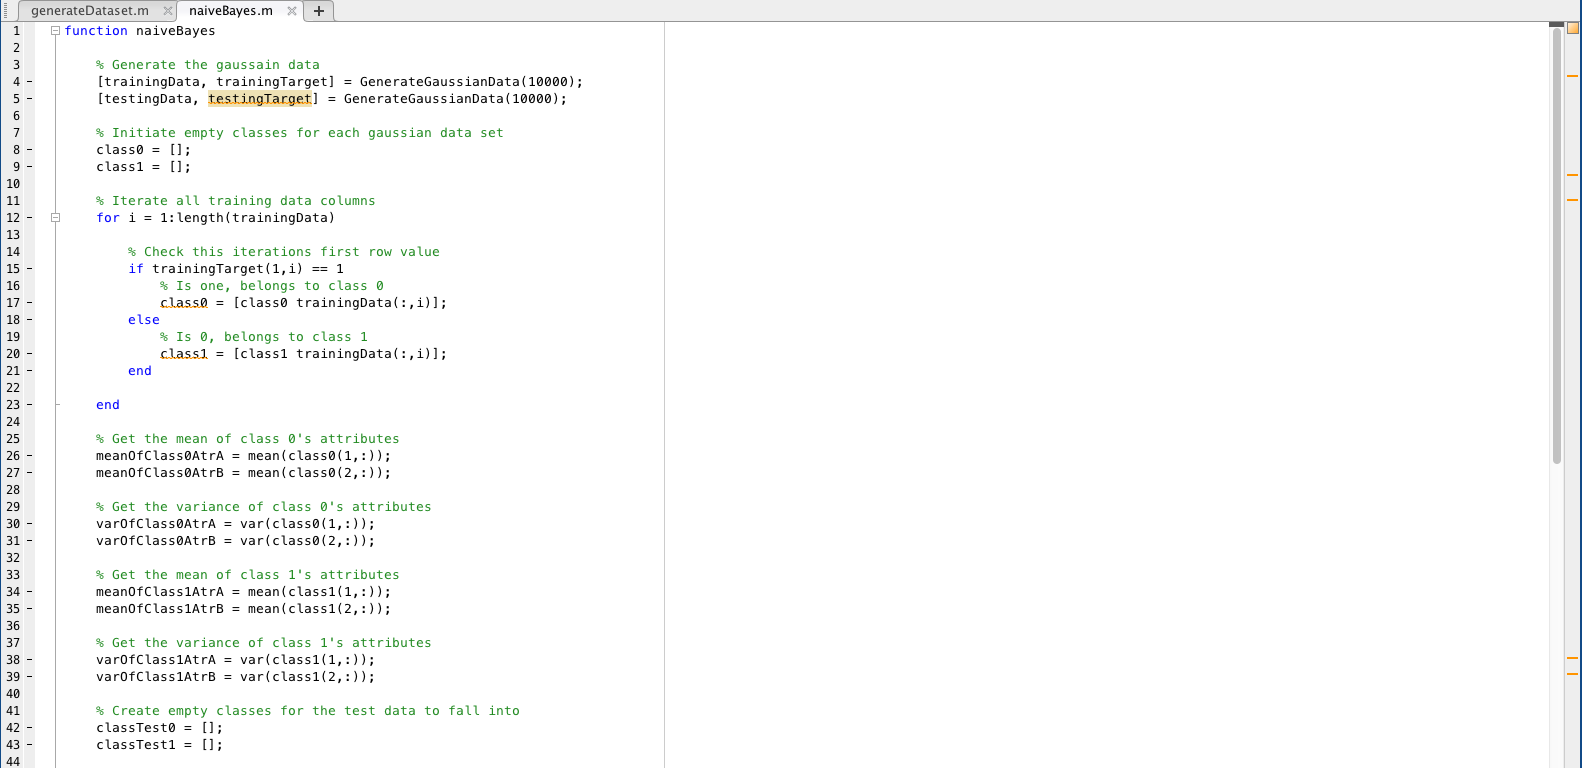 generateDataset.m × naiveBayes.m × +
1 function naiveBayes
2
3 % Generate the gaussain data
4 - [trainingData, trainingTarget] = GenerateGaussianData(10000);
5 - [testingData, testingTarget] = GenerateGaussianData(10000);
6
7 % Initiate empty classes for each gaussian data set
8 - class0 = [];
9 - class1 = [];
10
11 % Iterate all training data columns
12 - for i = 1:length(trainingData)
13
14 % Check this iterations first row value
15 - if trainingTarget(1,i) == 1
16 % Is one, belongs to class 0
17 - class0 = [class0 trainingData(:,i)];
18 - else
19 % Is 0, belongs to class 1
20 - class1 = [class1 trainingData(:,i)];
21 - end
22
23 - end
24
25 % Get the mean of class 0's attributes
26 - meanOfClass0AtrA = mean(class0(1,:));
27 - meanOfClass0AtrB = mean(class0(2,:));
28
29 % Get the variance of class 0's attributes
30 - varOfClass0AtrA = var(class0(1,:));
31 - varOfClass0AtrB = var(class0(2,:));
32
33 % Get the mean of class 1's attributes
34 - meanOfClass1AtrA = mean(class1(1,:));
35 - meanOfClass1AtrB = mean(class1(2,:));
36
37 % Get the variance of class 1's attributes
38 - varOfClass1AtrA = var(class1(1,:));
39 - varOfClass1AtrB = var(class1(2,:));
40
41 % Create empty classes for the test data to fall into
42 - classTest0 = [];
43 - classTest1 = [];
44